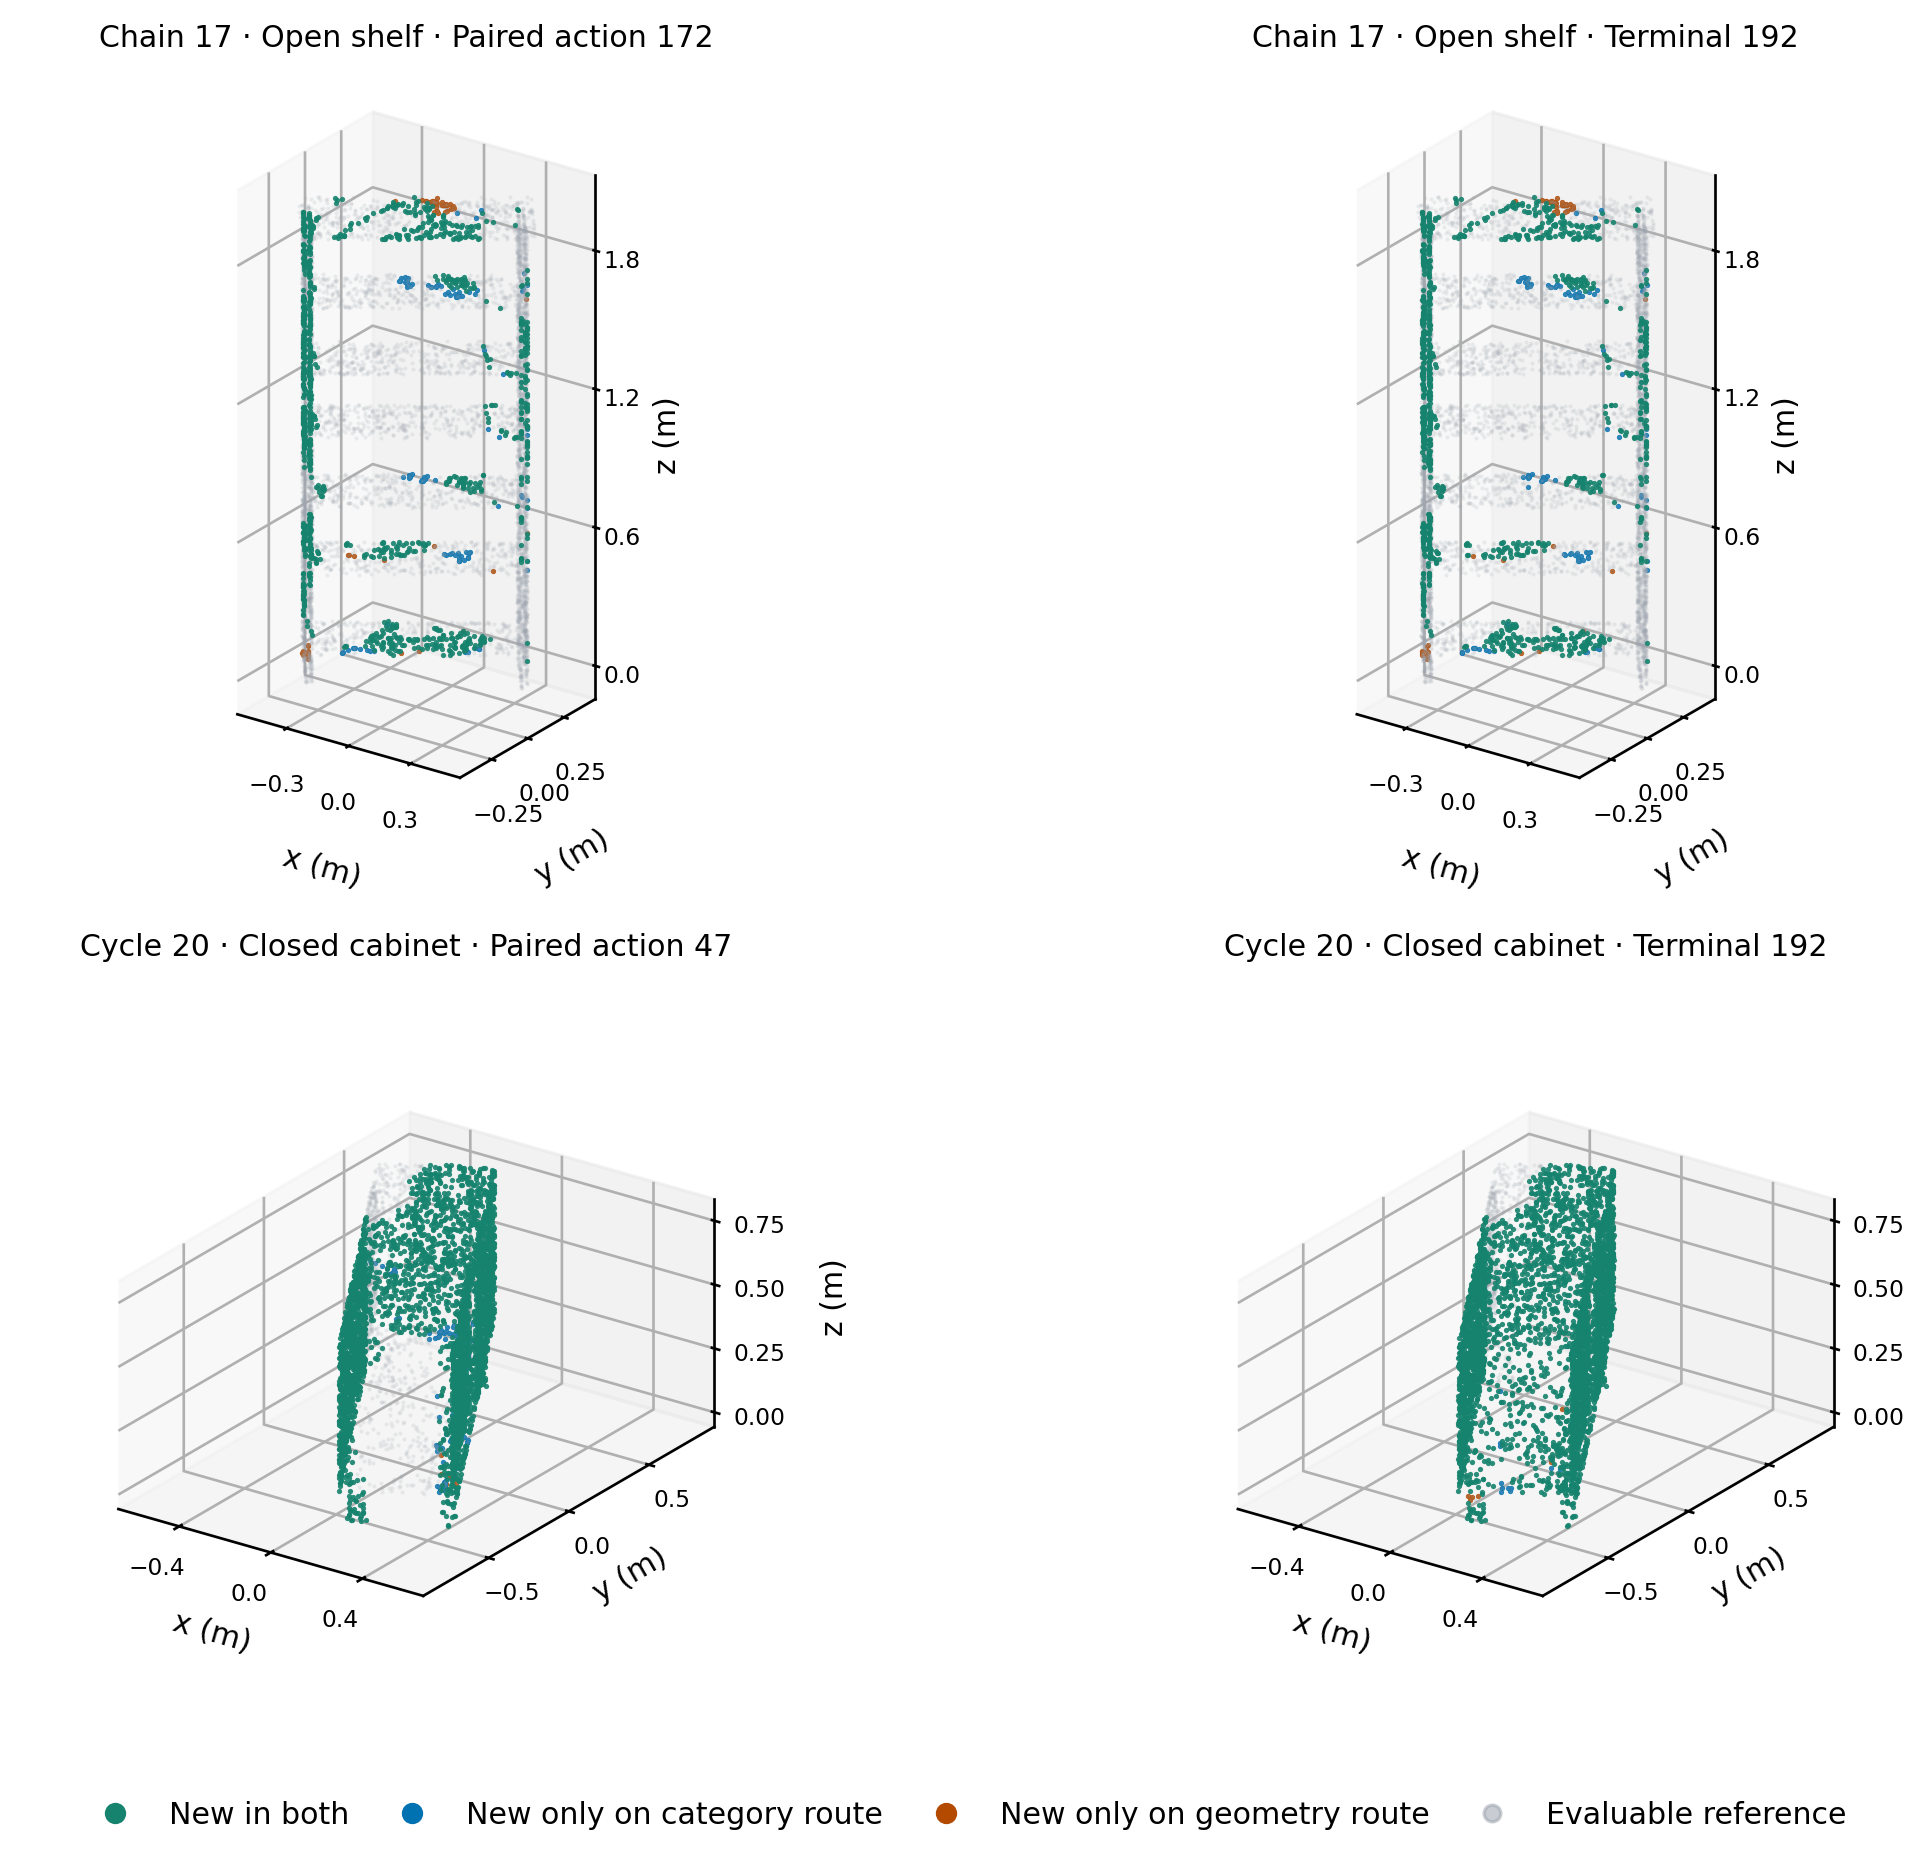 Chain 17 · Open shelf · Paired action 172
1.8
1.2
0.6
0.0
z (m)
−0.3
0.0
0.3
x (m)
−0.25
0.00
0.25
y (m)
Chain 17 · Open shelf · Terminal 192
1.8
1.2
0.6
0.0
z (m)
−0.3
0.0
0.3
x (m)
−0.25
0.00
0.25
y (m)
Cycle 20 · Closed cabinet · Paired action 47
0.75
0.50
0.25
0.00
z (m)
−0.4
0.0
0.4
x (m)
−0.5
0.0
0.5
y (m)
Cycle 20 · Closed cabinet · Terminal 192
0.75
0.50
0.25
0.00
−0.4
0.0
0.4
x (m)
−0.5
0.0
0.5
y (m)
New in both
New only on category route
New only on geometry route
Evaluable reference